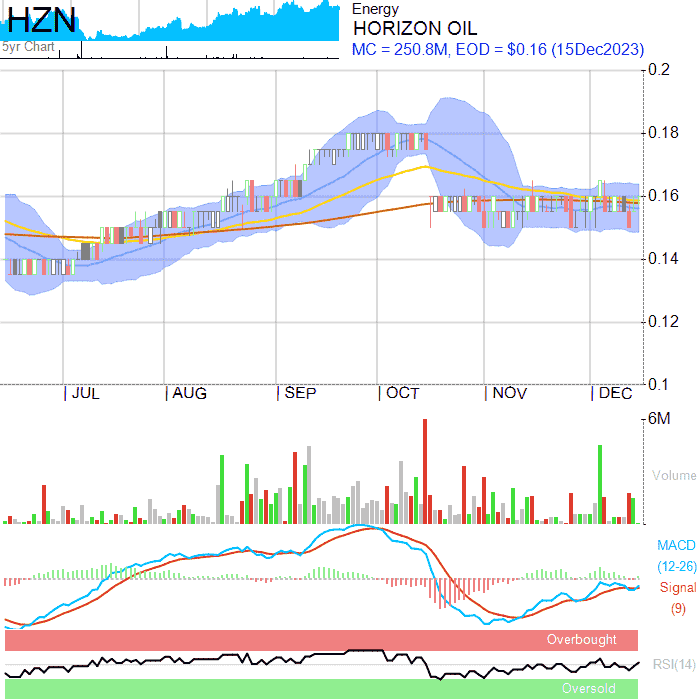 HZN
5yr Chart
Energy
HORIZON OIL
MC = 250.8M, EOD = $0.16 (15Dec2023)
0.2
0.18
0.16
0.14
0.12
0.1
JUL AUG SEP OCT NOV DEC
6M
Volume
MACD
(12-26)
Signal
(9)
Overbought
RSI(14)
Oversold